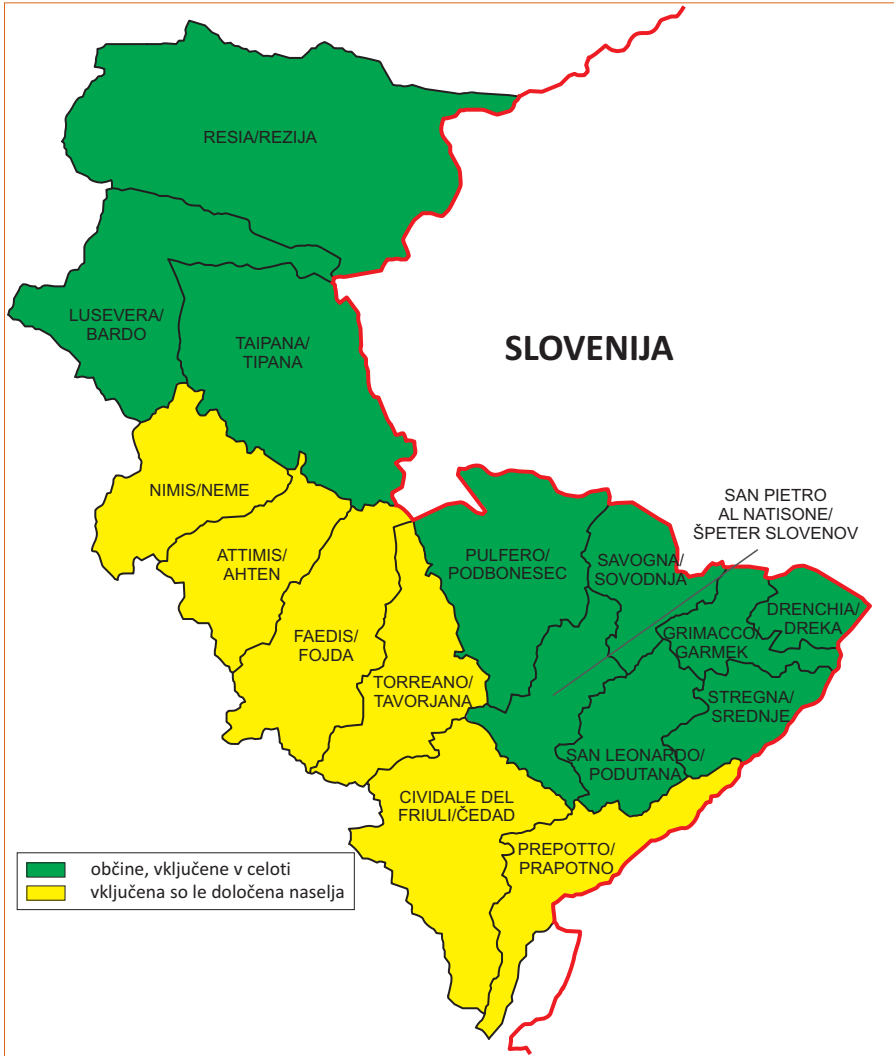 RESIA/REZIJA
LUSEVERA/
BARDO
TAIPANA/
TIPANA
SLOVENIJA
NIMIS/NEME
SAN PIETRO
AL NATISONE/
ŠPETER SLOVENOV
ATTIMIS/
AHTEN
PULFERO/
PODBONESEC
SAVOGNA/
SOVODNJA
DRENCHIA/
DREKA
GRIMACCO/
GARMEK
FAEDIS/
FOJDA
TORREANO/
TAVORJANA
STREGNA/
SREDNJE
SAN LEONARDO/
PODUTANA
CIVIDALE DEL
FRIULI/ČEDAD
PREPOTTO/
PRAPOTNO
občine, vključene v celoti
vključena so le določena naselja